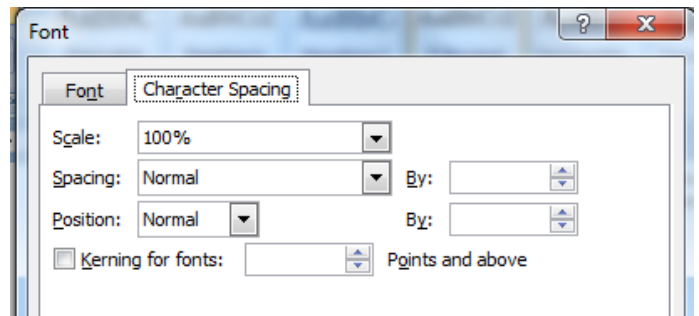 Font
Font Character Spacing
Scale: 100%
Spacing: Normal By:
Position: Normal By:
Kerning for fonts: Points and above